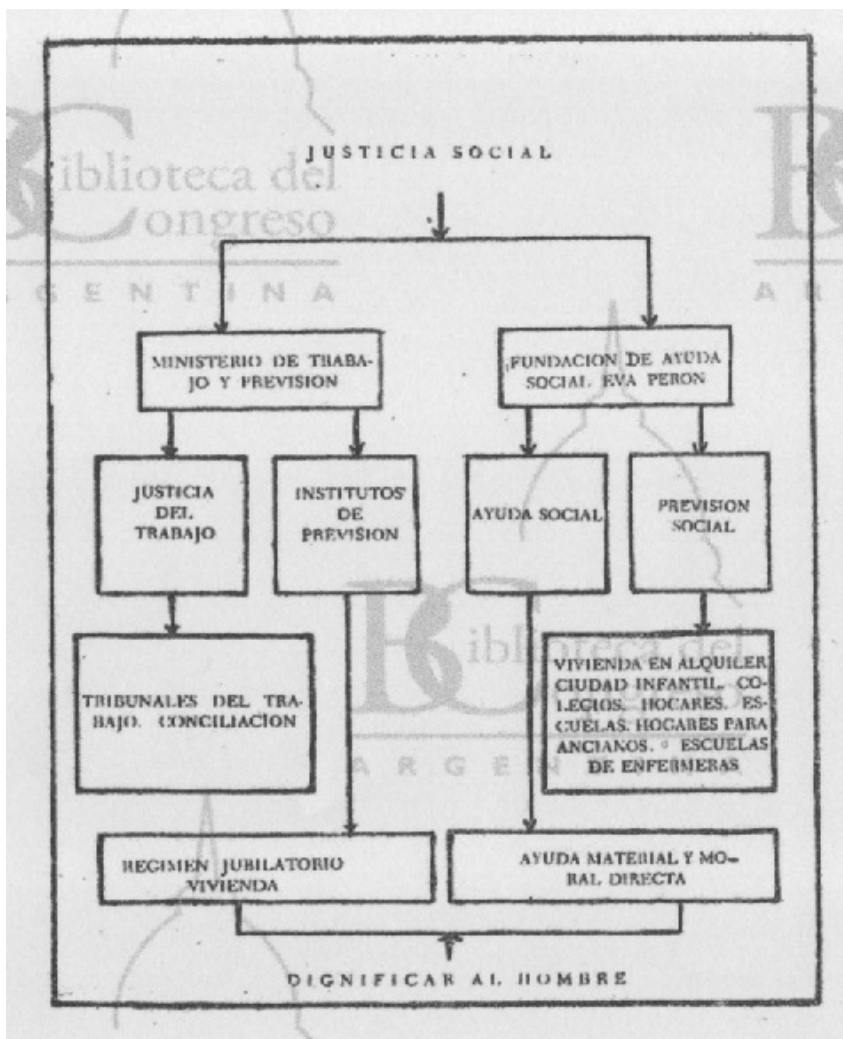 JUSTICIA SOCIAL
Biblioteca del
Congreso
ARGENTINA
MINISTERIO DE TRABA-
JO Y PREVISION
FUNDACION DE AYUDA
SOCIAL EVA PERON
JUSTICIA
DEL
TRABAJO
INSTITUTOS
DE
PREVISION
AYUDA SOCIAL
PREVISION
SOCIAL
TRIBUNALES DEL TRA-
BAJO. CONCILIACION
VIVIENDA EN ALQUILER
CIUDAD INFANTIL. CO-
LEGIOS. HOGARES. ES-
CUELAS. HOGARES PARA
ANCIANOS. ESCUELAS
DE ENFERMERAS
Biblioteca del
Congreso
ARGENTINA
REGIMEN JUBILATORIO
VIVIENDA
AYUDA MATERIAL Y MO-
RAL DIRECTA
DIGNIFICAR AL HOMBRE